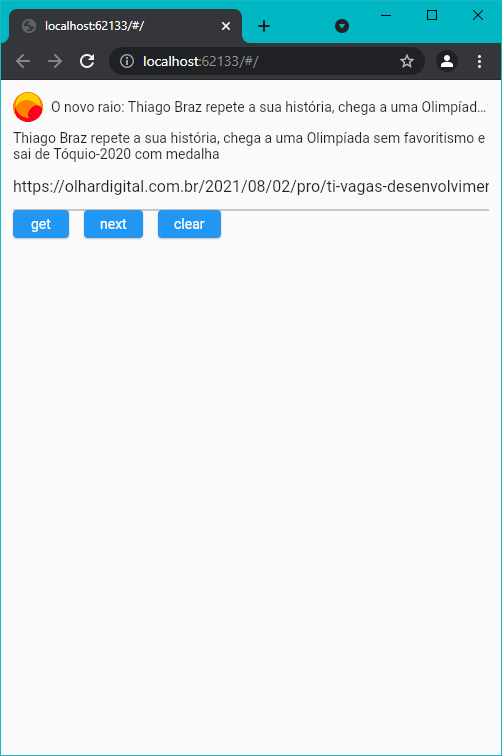 localhost:62133/#/
localhost:62133/#/
O novo raio: Thiago Braz repete a sua história, chega a uma Olimpíad...
Thiago Braz repete a sua história, chega a uma Olimpíada sem favoritismo e
sai de Tóquio-2020 com medalha
https://olhardigital.com.br/2021/08/02/pro/ti-vagas-desenvolvimer
get next clear